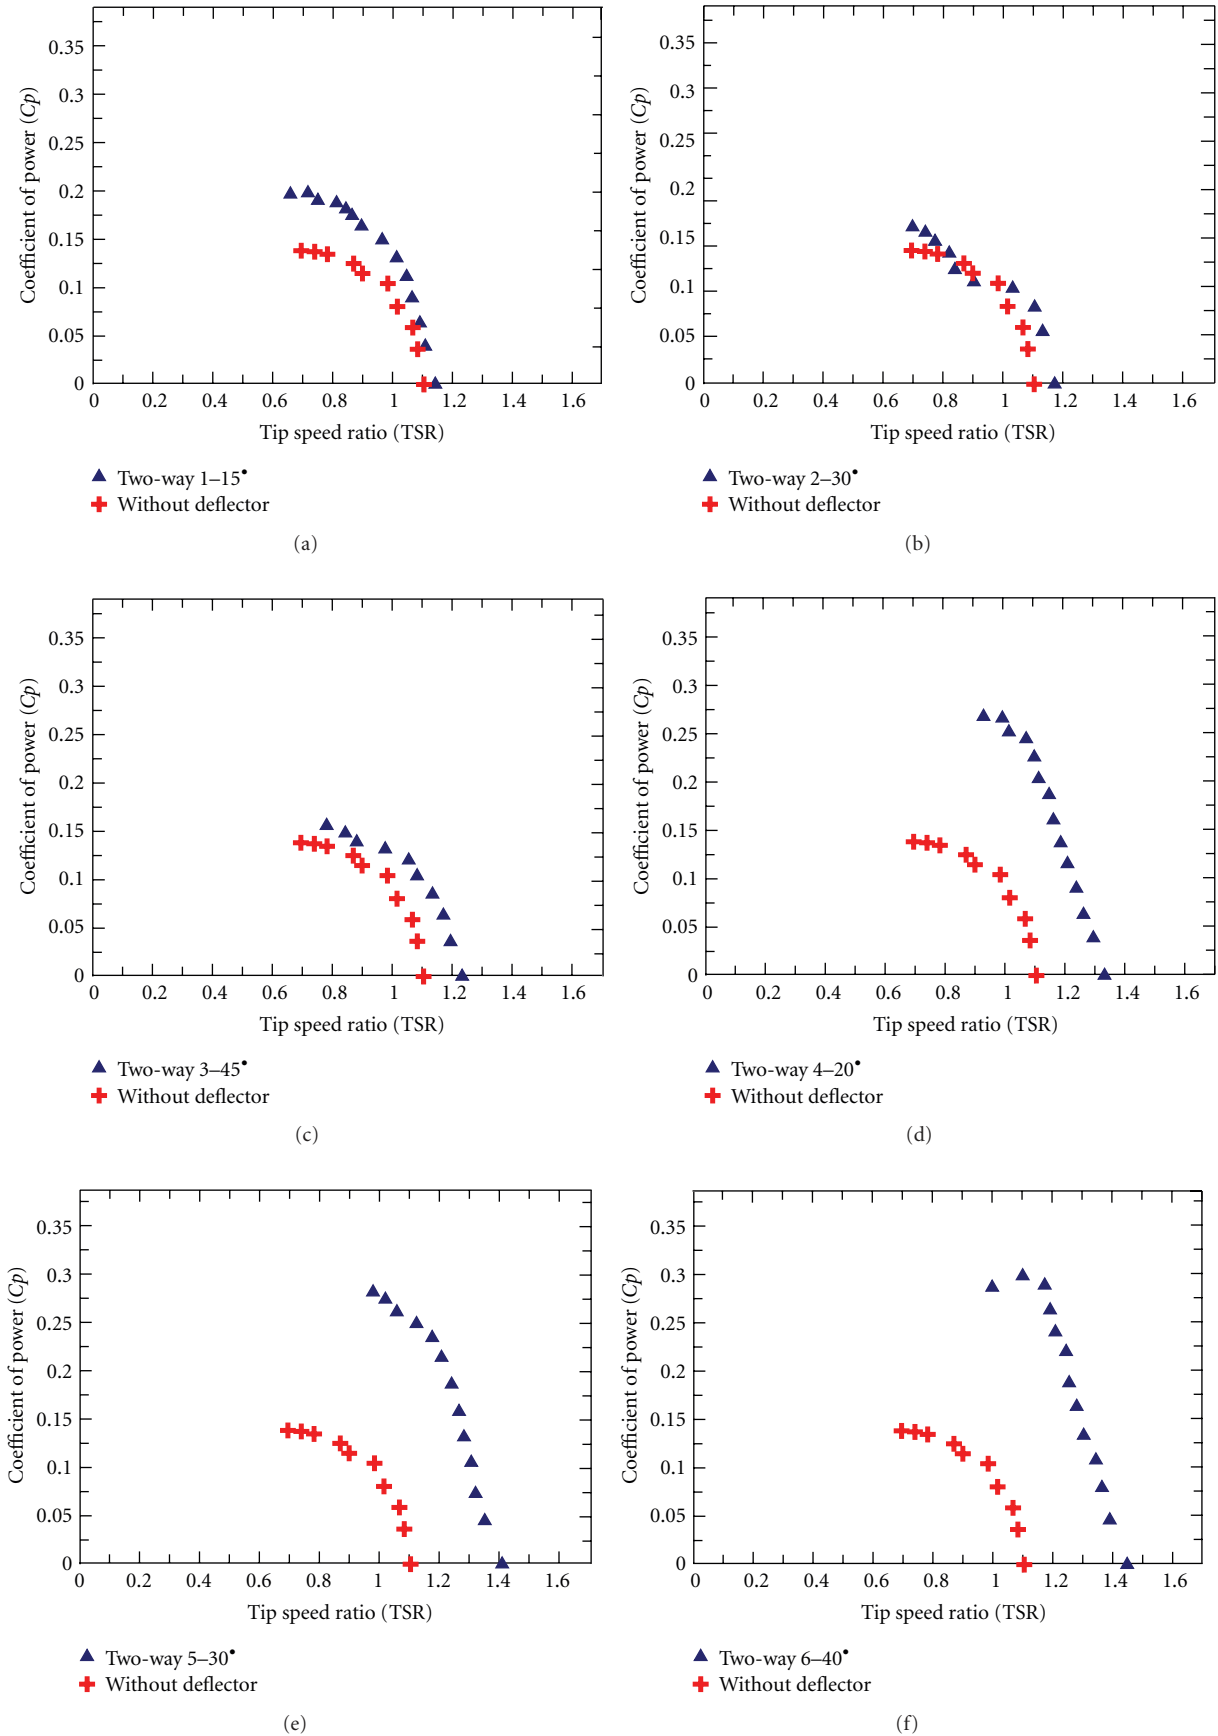 0.35
0.3
0.25
0.2
0.15
0.1
0.05
0
Coefficient of power (Cp)
0 0.2 0.4 0.6 0.8 1 1.2 1.4 1.6
Tip speed ratio (TSR)
Two-way 1–15•
Without deflector
(a)
0.35
0.3
0.25
0.2
0.15
0.1
0.05
0
Coefficient of power (Cp)
0 0.2 0.4 0.6 0.8 1 1.2 1.4 1.6
Tip speed ratio (TSR)
Two-way 2–30•
Without deflector
(b)
0.35
0.3
0.25
0.2
0.15
0.1
0.05
0
Coefficient of power (Cp)
0 0.2 0.4 0.6 0.8 1 1.2 1.4 1.6
Tip speed ratio (TSR)
Two-way 3–45•
Without deflector
(c)
0.35
0.3
0.25
0.2
0.15
0.1
0.05
0
Coefficient of power (Cp)
0 0.2 0.4 0.6 0.8 1 1.2 1.4 1.6
Tip speed ratio (TSR)
Two-way 4–20•
Without deflector
(d)
0.35
0.3
0.25
0.2
0.15
0.1
0.05
0
Coefficient of power (Cp)
0 0.2 0.4 0.6 0.8 1 1.2 1.4 1.6
Tip speed ratio (TSR)
Two-way 5–30•
Without deflector
(e)
0.35
0.3
0.25
0.2
0.15
0.1
0.05
0
Coefficient of power (Cp)
0 0.2 0.4 0.6 0.8 1 1.2 1.4 1.6
Tip speed ratio (TSR)
Two-way 6–40•
Without deflector
(f)